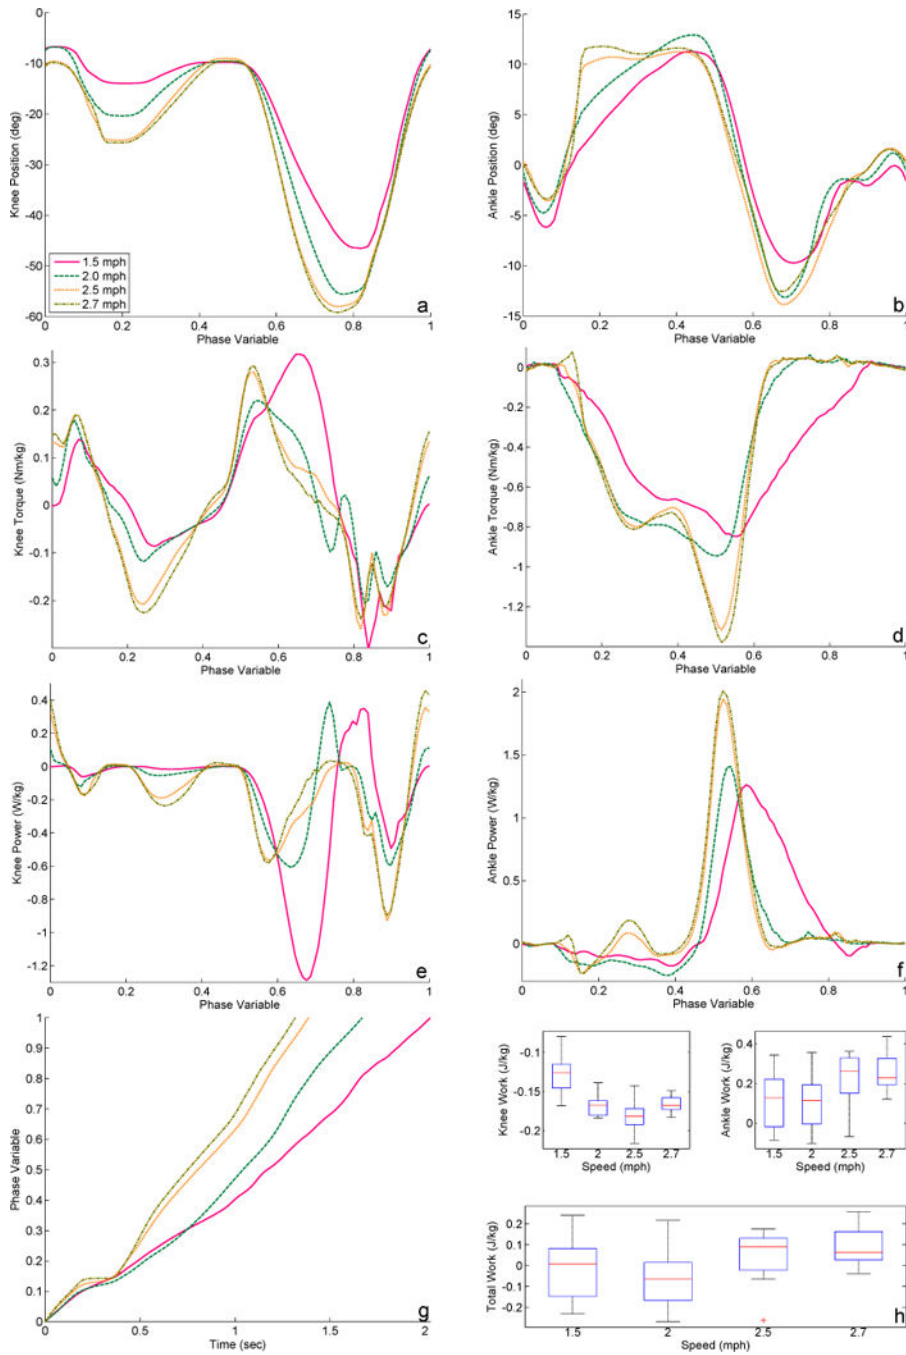 0
-10
-20
-30
-40
-50
-60
Knee Position (deg)
1.5 mph
2.0 mph
2.5 mph
2.7 mph
a
0 0.2 0.4 0.6 0.8 1
Phase Variable
15
10
5
0
-5
-10
-15
Ankle Position (deg)
b
0 0.2 0.4 0.6 0.8 1
Phase Variable
0.3
0.2
0.1
0
-0.1
-0.2
Knee Torque (Nm/kg)
c
0 0.2 0.4 0.6 0.8 1
Phase Variable
0
-0.2
-0.4
-0.6
-0.8
-1
-1.2
Ankle Torque (Nm/kg)
d
0 0.2 0.4 0.6 0.8 1
Phase Variable
0.4
0.2
0
-0.2
-0.4
-0.6
-0.8
-1
-1.2
Knee Power (W/kg)
e
0 0.2 0.4 0.6 0.8 1
Phase Variable
2
1.5
1
0.5
0
Ankle Power (W/kg)
f
0 0.2 0.4 0.6 0.8 1
Phase Variable
1
0.9
0.8
0.7
0.6
0.5
0.4
0.3
0.2
0.1
0
Phase Variable
g
0 0.5 1 1.5 2
Time (sec)
-0.1
-0.15
-0.2
Knee Work (J/kg)
1.5 2 2.5 2.7
Speed (mph)
0.4
0.2
0
Ankle Work (J/kg)
1.5 2 2.5 2.7
Speed (mph)
0.2
0.1
0
-0.1
-0.2
Total Work (J/kg)
h
1.5 2 2.5 2.7
Speed (mph)